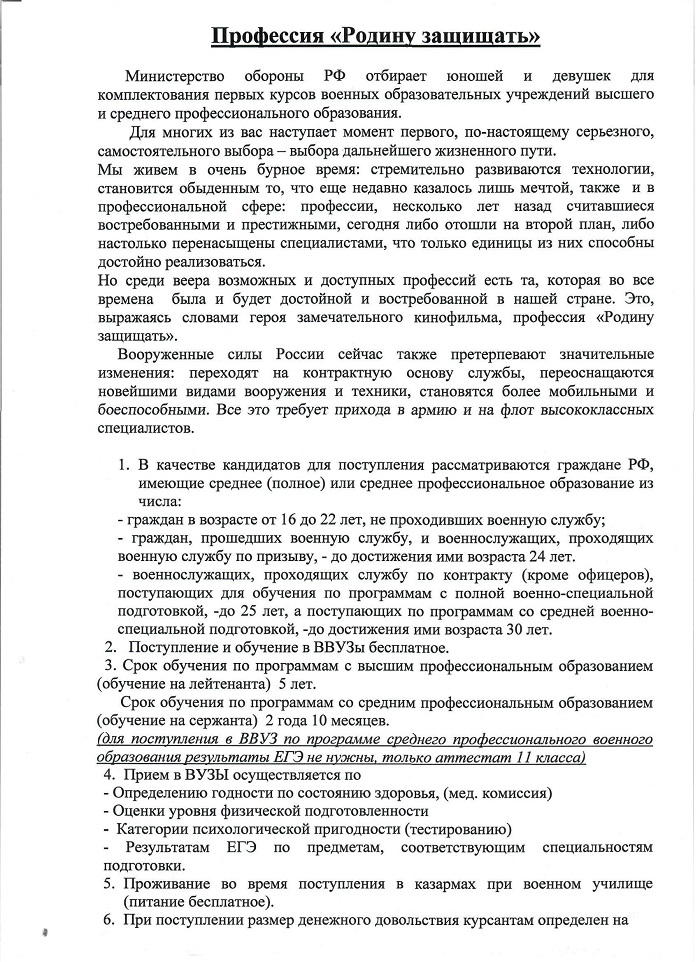 Профессия «Родину защищать»
Министерство обороны РФ отбирает юношей и девушек для
комплектования первых курсов военных образовательных учреждений высшего
и среднего профессионального образования.
Для многих из вас наступает момент первого, по-настоящему серьезного,
самостоятельного выбора – выбора дальнейшего жизненного пути.
Мы живем в очень бурное время: стремительно развиваются технологии,
становится обыденным то, что еще недавно казалось лишь мечтой, также и в
профессиональной сфере: профессии, несколько лет назад считавшиеся
востребованными и престижными, сегодня либо отошли на второй план, либо
настолько перенасыщены специалистами, что только единицы из них способны
достойно реализоваться.
Но среди веера возможных и доступных профессий есть та, которая во все
времена была и будет достойной и востребованной в нашей стране. Это,
выражаясь словами героя замечательного кинофильма, профессия «Родину
защищать».
Вооруженные силы России сейчас также претерпевают значительные
изменения: переходят на контрактную основу службы, переоснащаются
новейшими видами вооружения и техники, становятся более мобильными и
боеспособными. Все это требует прихода в армию и на флот высококлассных
специалистов.
1. В качестве кандидатов для поступления рассматриваются граждане РФ,
имеющие среднее (полное) или среднее профессиональное образование из
числа:
- граждан в возрасте от 16 до 22 лет, не проходивших военную службу;
- граждан, прошедших военную службу, и военнослужащих, проходящих
военную службу по призыву, - до достижения ими возраста 24 лет.
- военнослужащих, проходящих службу по контракту (кроме офицеров),
поступающих для обучения по программам с полной военно-специальной
подготовкой, -до 25 лет, а поступающих по программам со средней военно-
специальной подготовкой, -до достижения ими возраста 30 лет.
2. Поступление и обучение в ВВУЗы бесплатное.
3. Срок обучения по программам с высшим профессиональным образованием
(обучение на лейтенанта) 5 лет.
Срок обучения по программам со средним профессиональным образованием
(обучение на сержанта) 2 года 10 месяцев.
(для поступления в ВВУЗ по программе среднего профессионального военного
образования результаты ЕГЭ не нужны, только аттестат 11 класса)
4. Прием в ВУЗЫ осуществляется по
- Определению годности по состоянию здоровья, (мед. комиссия)
- Оценки уровня физической подготовленности
- Категории психологической пригодности (тестированию)
- Результатам ЕГЭ по предметам, соответствующим специальностям
подготовки.
5. Проживание во время поступления в казармах при военном училище
(питание бесплатное).
6. При поступлении размер денежного довольствия курсантам определен на